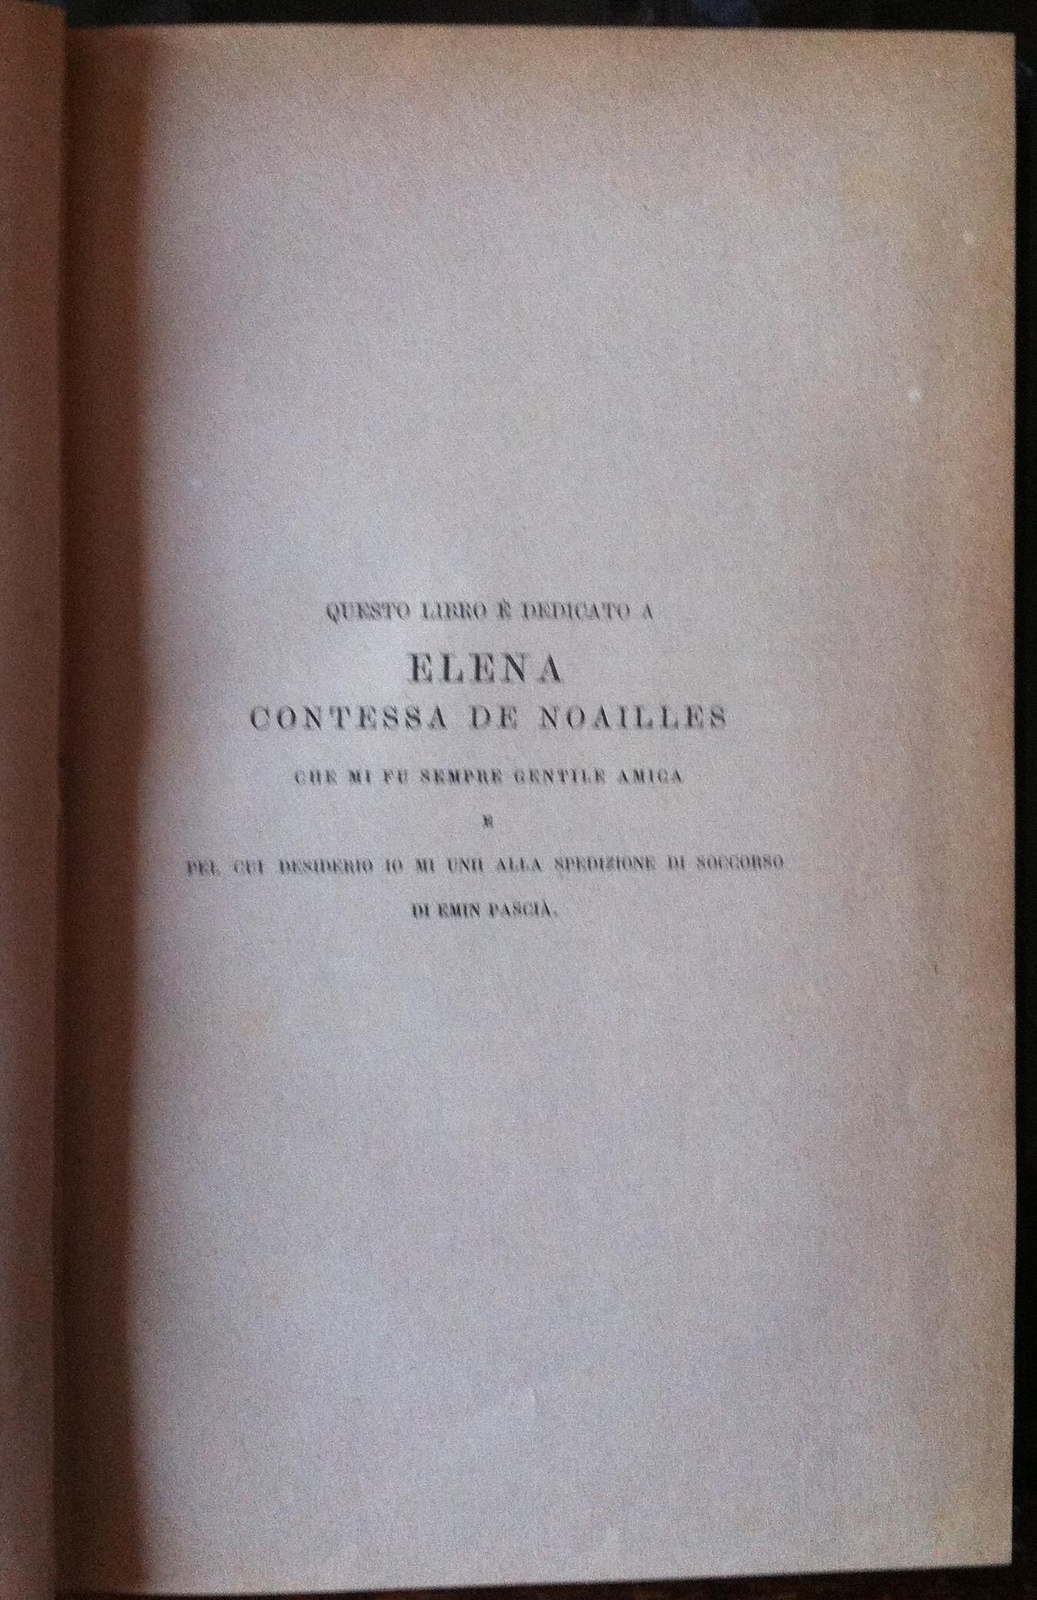 QUESTO LIBRO È DEDICATO A
ELENA
CONTESSA DE NOAILLES
CHE MI FU SEMPRE GENTILE AMICA
E
PEL CUI DESIDERIO IO MI UNII ALLA SPEDIZIONE DI SOCCORSO
DI EMIN PASCIÀ.